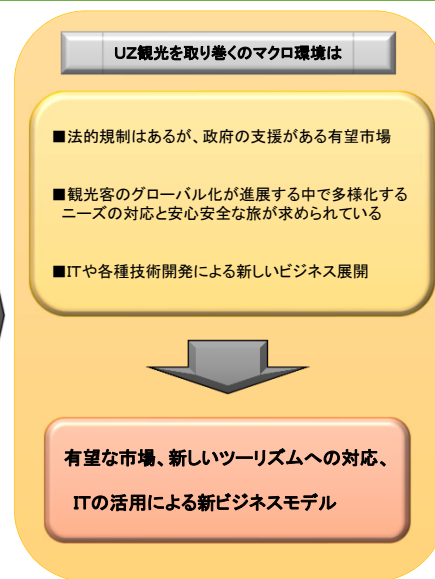 UZ観光を取り巻くのマクロ環境は
■法的規制はあるが、政府の支援がある有望市場
■観光客のグローバル化が進展する中で多様化する
ニーズの対応と安心安全な旅が求められている
■ITや各種技術開発による新しいビジネス展開
有望な市場、新しいツーリズムへの対応、
ITの活用による新ビジネスモデル